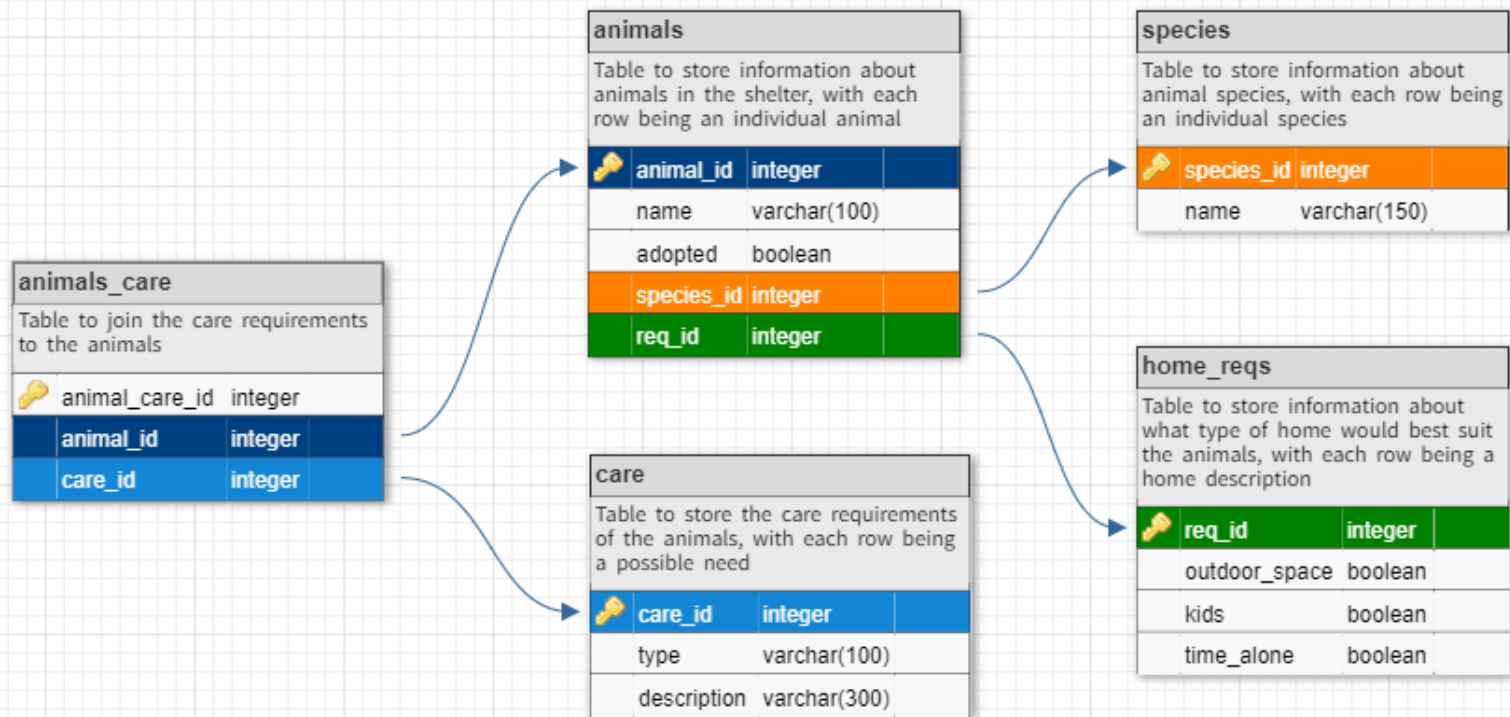 animals
Table to store information about
animals in the shelter, with each
row being an individual animal
animal_id integer
name varchar(100)
adopted boolean
species_id integer
req_id integer
species
Table to store information about
animal species, with each row being
an individual species
species_id integer
name varchar(150)
animals_care
Table to join the care requirements
to the animals
animal_care_id integer
animal_id integer
care_id integer
care
Table to store the care requirements
of the animals, with each row being
a possible need
care_id integer
type varchar(100)
description varchar(300)
home_reqs
Table to store information about
what type of home would best suit
the animals, with each row being a
home description
req_id integer
outdoor_space boolean
kids boolean
time_alone boolean